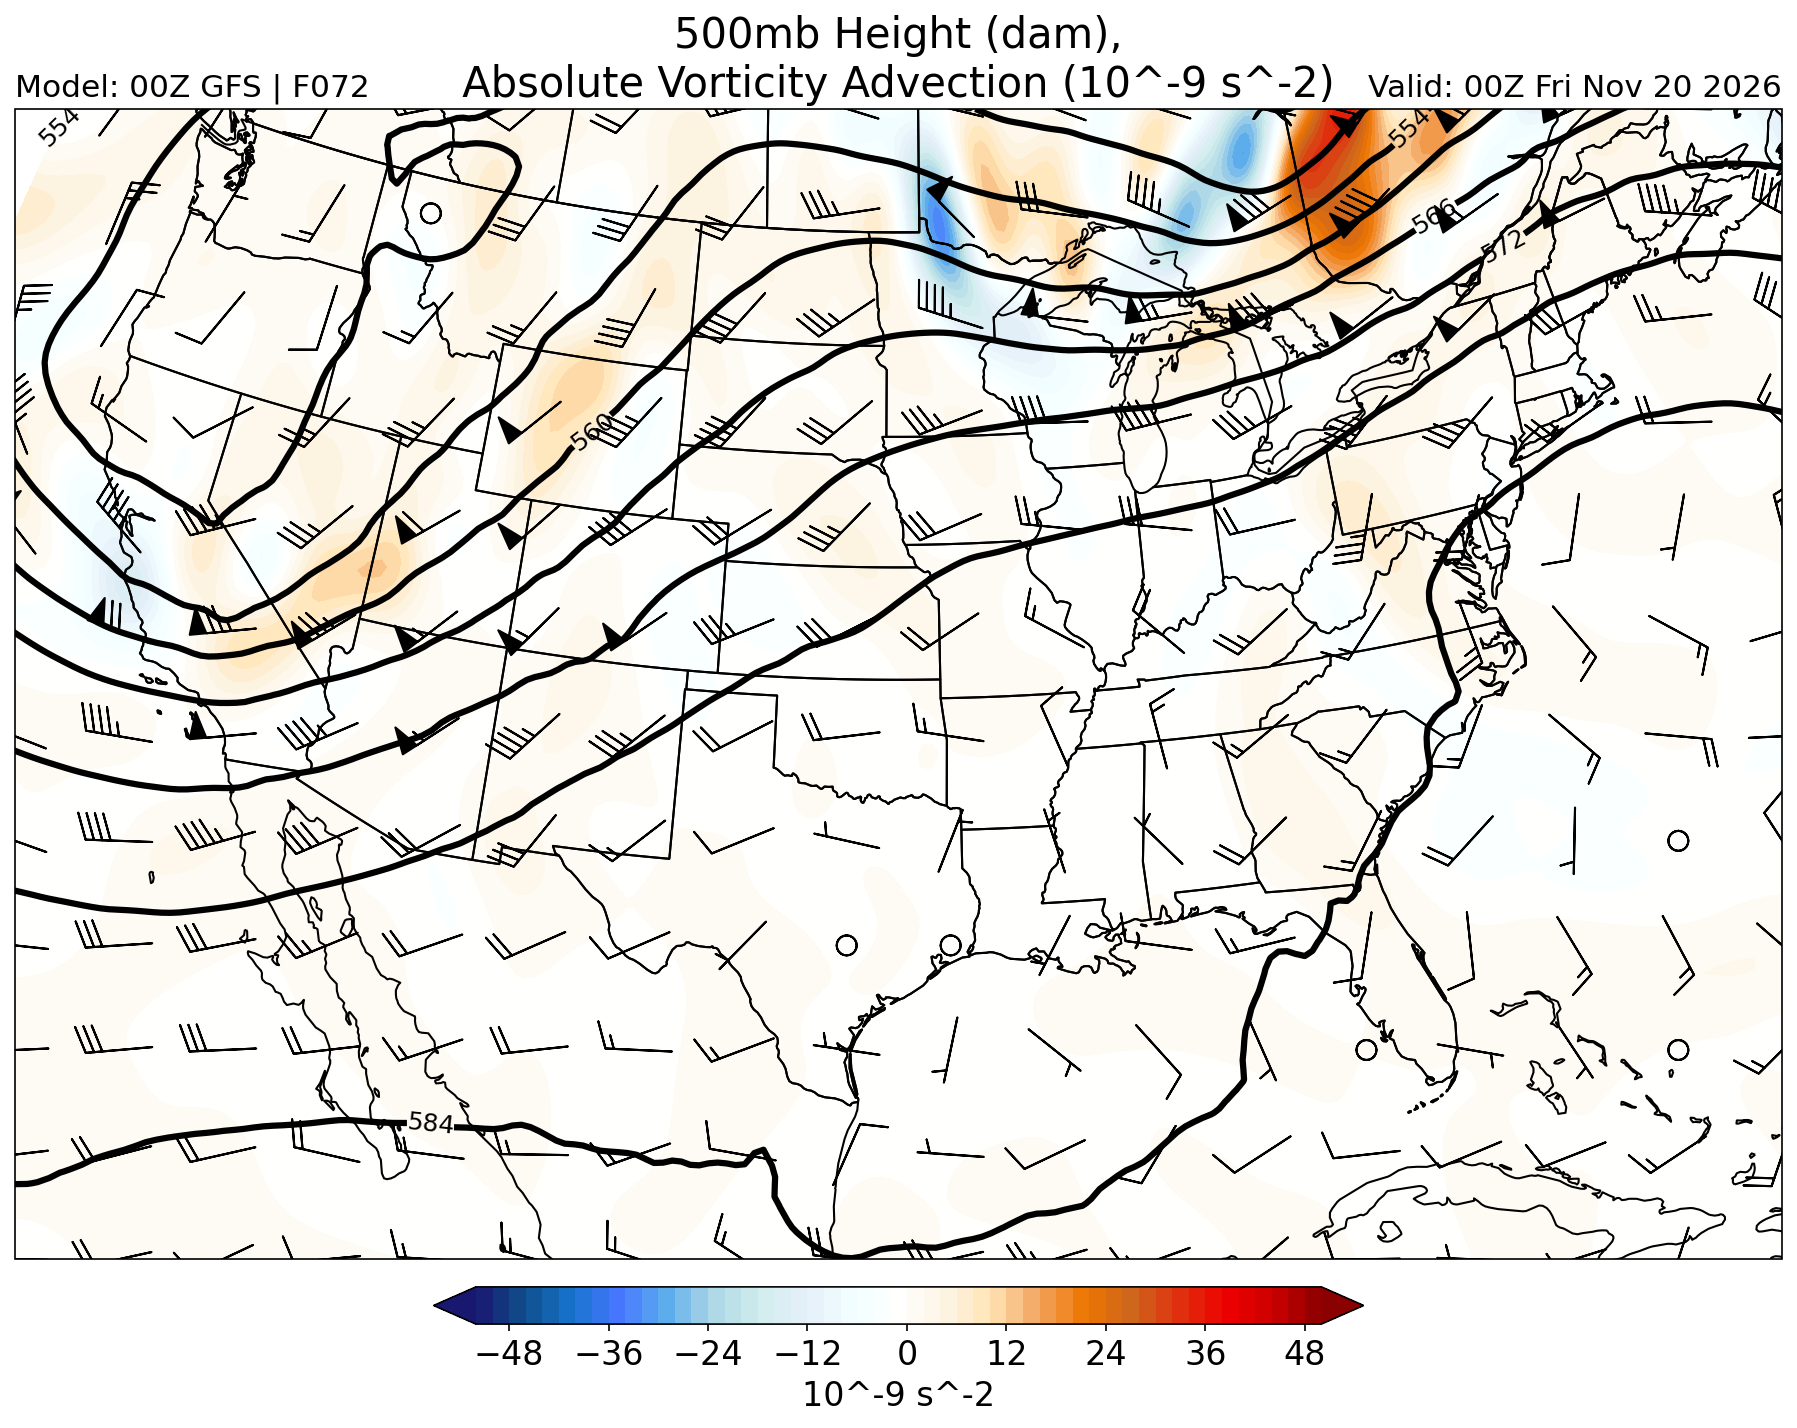 500mb Height (dam),
Model: 00Z GFS | F072
Absolute Vorticity Advection (10^-9 s^-2)
Valid: 00Z Fri Nov 20 2026
554
554
566
572
560
584
−48 −36 −24 −12 0 12 24 36 48
10^-9 s^-2